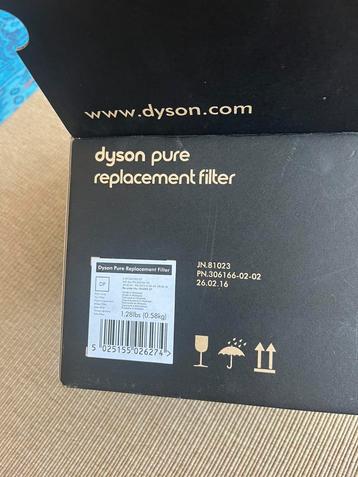 www.dyson.com
dyson pure
replacement filter
JN.81023
PN.306166-02-02
26.02.16
Dyson Pure Replacement Filter
DP
1.28lbs (0.58kg)
5 025155 026274 >